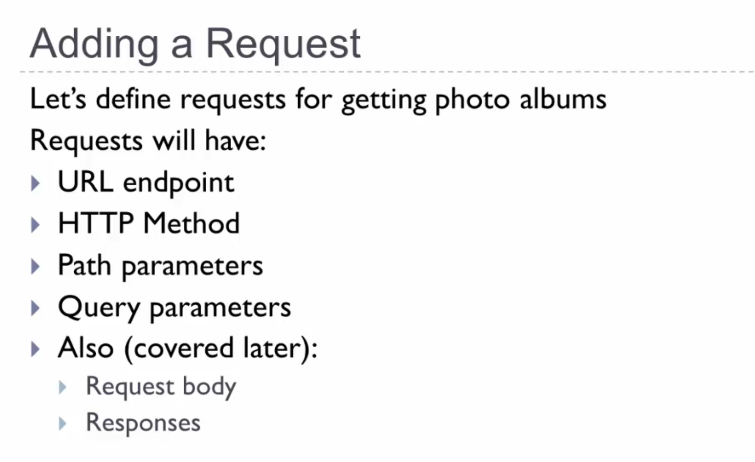 Adding a Request
Let's define requests for getting photo albums
Requests will have:
URL endpoint
HTTP Method
Path parameters
Query parameters
Also (covered later):
Request body
Responses